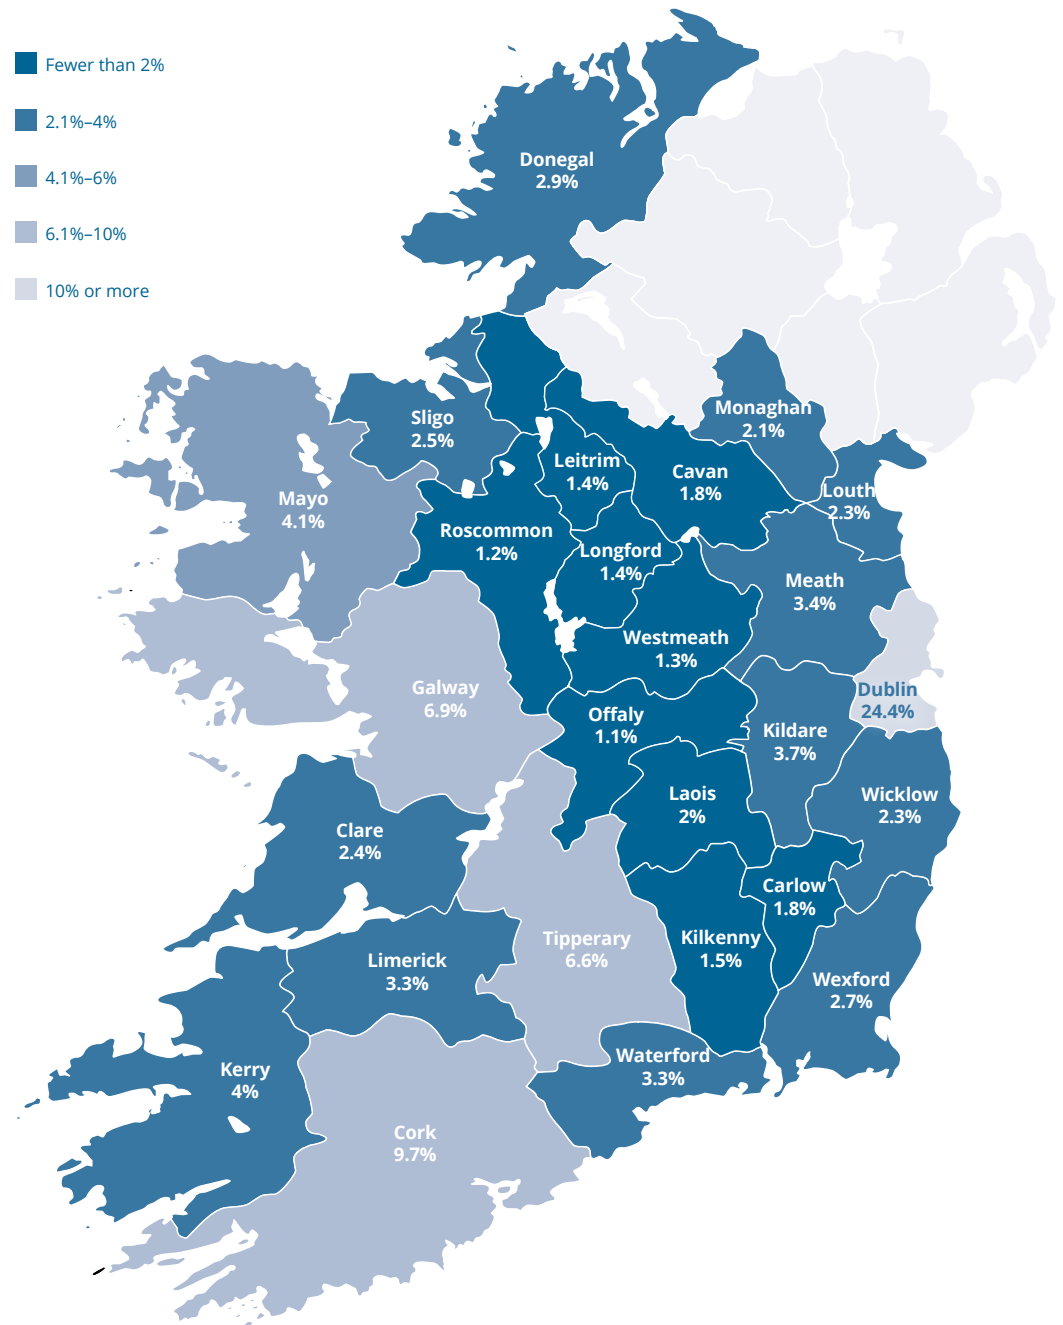 Fewer than 2%
2.1%–4%
4.1%–6%
6.1%–10%
10% or more
Donegal
2.9%
Monaghan
2.1%
Sligo
2.5%
Leitrim
1.4%
Cavan
1.8%
Louth
2.3%
Mayo
4.1%
Roscommon
1.2%
Longford
1.4%
Meath
3.4%
Westmeath
1.3%
Galway
6.9%
Dublin
24.4%
Offaly
1.1%
Kildare
3.7%
Laois
2%
Wicklow
2.3%
Clare
2.4%
Carlow
1.8%
Tipperary
6.6%
Kilkenny
1.5%
Limerick
3.3%
Wexford
2.7%
Waterford
3.3%
Kerry
4%
Cork
9.7%